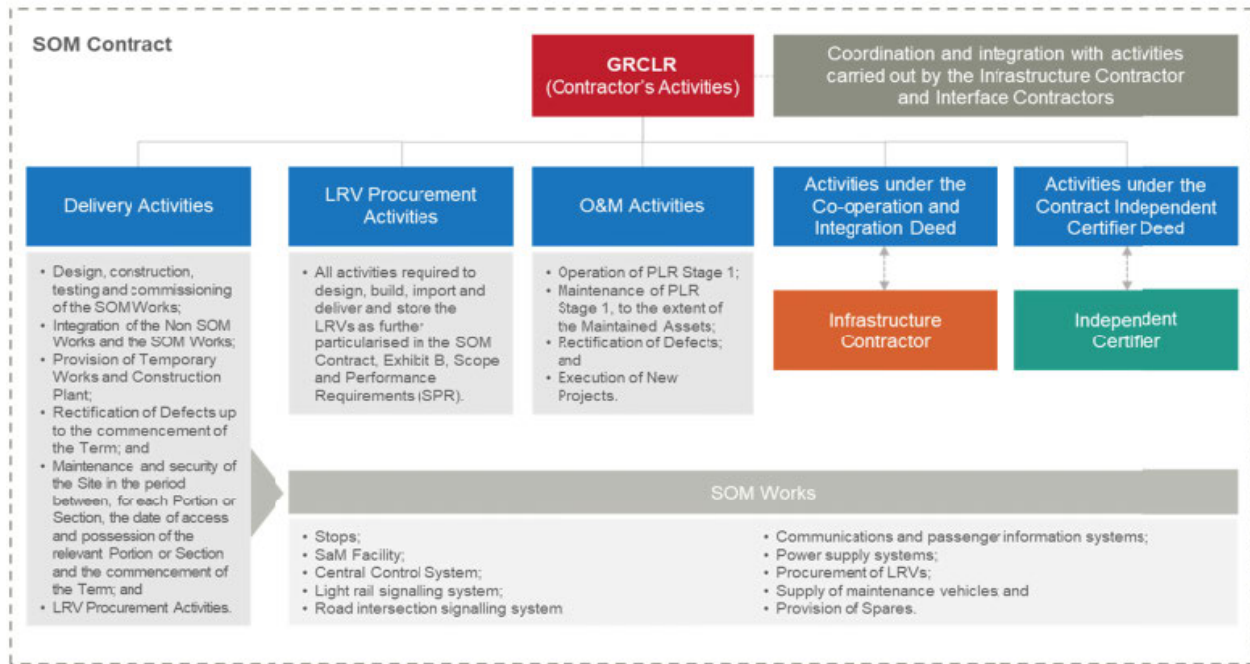 SOM Contract
GRCLR
(Contractor's Activities)
Coordination and integration with activities
carried out by the Infrastructure Contractor
and Interface Contractors
Delivery Activities
LRV Procurement
Activities
O&M Activities
Activities under the
Co-operation and
Integration Deed
Activities under the
Contract Independent
Certifier Deed
• Design, construction,
testing and commissioning
of the SOM Works;
• Integration of the Non SOM
Works and the SOM Works;
• Provision of Temporary
Works and Construction
Plant;
• Rectification of Defects up
to the commencement of
the Term; and
• Maintenance and security of
the Site in the period
between, for each Portion or
Section, the date of access
and possession of the
relevant Portion or Section
and the commencement of
the Term; and
• LRV Procurement Activities.
• All activities required to
design, build, import and
deliver and store the
LRVs as further
particularised in the SOM
Contract, Exhibit B, Scope
and Performance
Requirements (SPR).
• Operation of PLR Stage 1;
• Maintenance of PLR
Stage 1, to the extent of
the Maintained Assets;
• Rectification of Defects;
and
• Execution of New
Projects.
Infrastructure
Contractor
Independent
Certifier
SOM Works
• Stops;
• SaM Facility;
• Central Control System;
• Light rail signalling system;
• Road intersection signalling system
• Communications and passenger information systems;
• Power supply systems;
• Procurement of LRVs;
• Supply of maintenance vehicles and
• Provision of Spares.